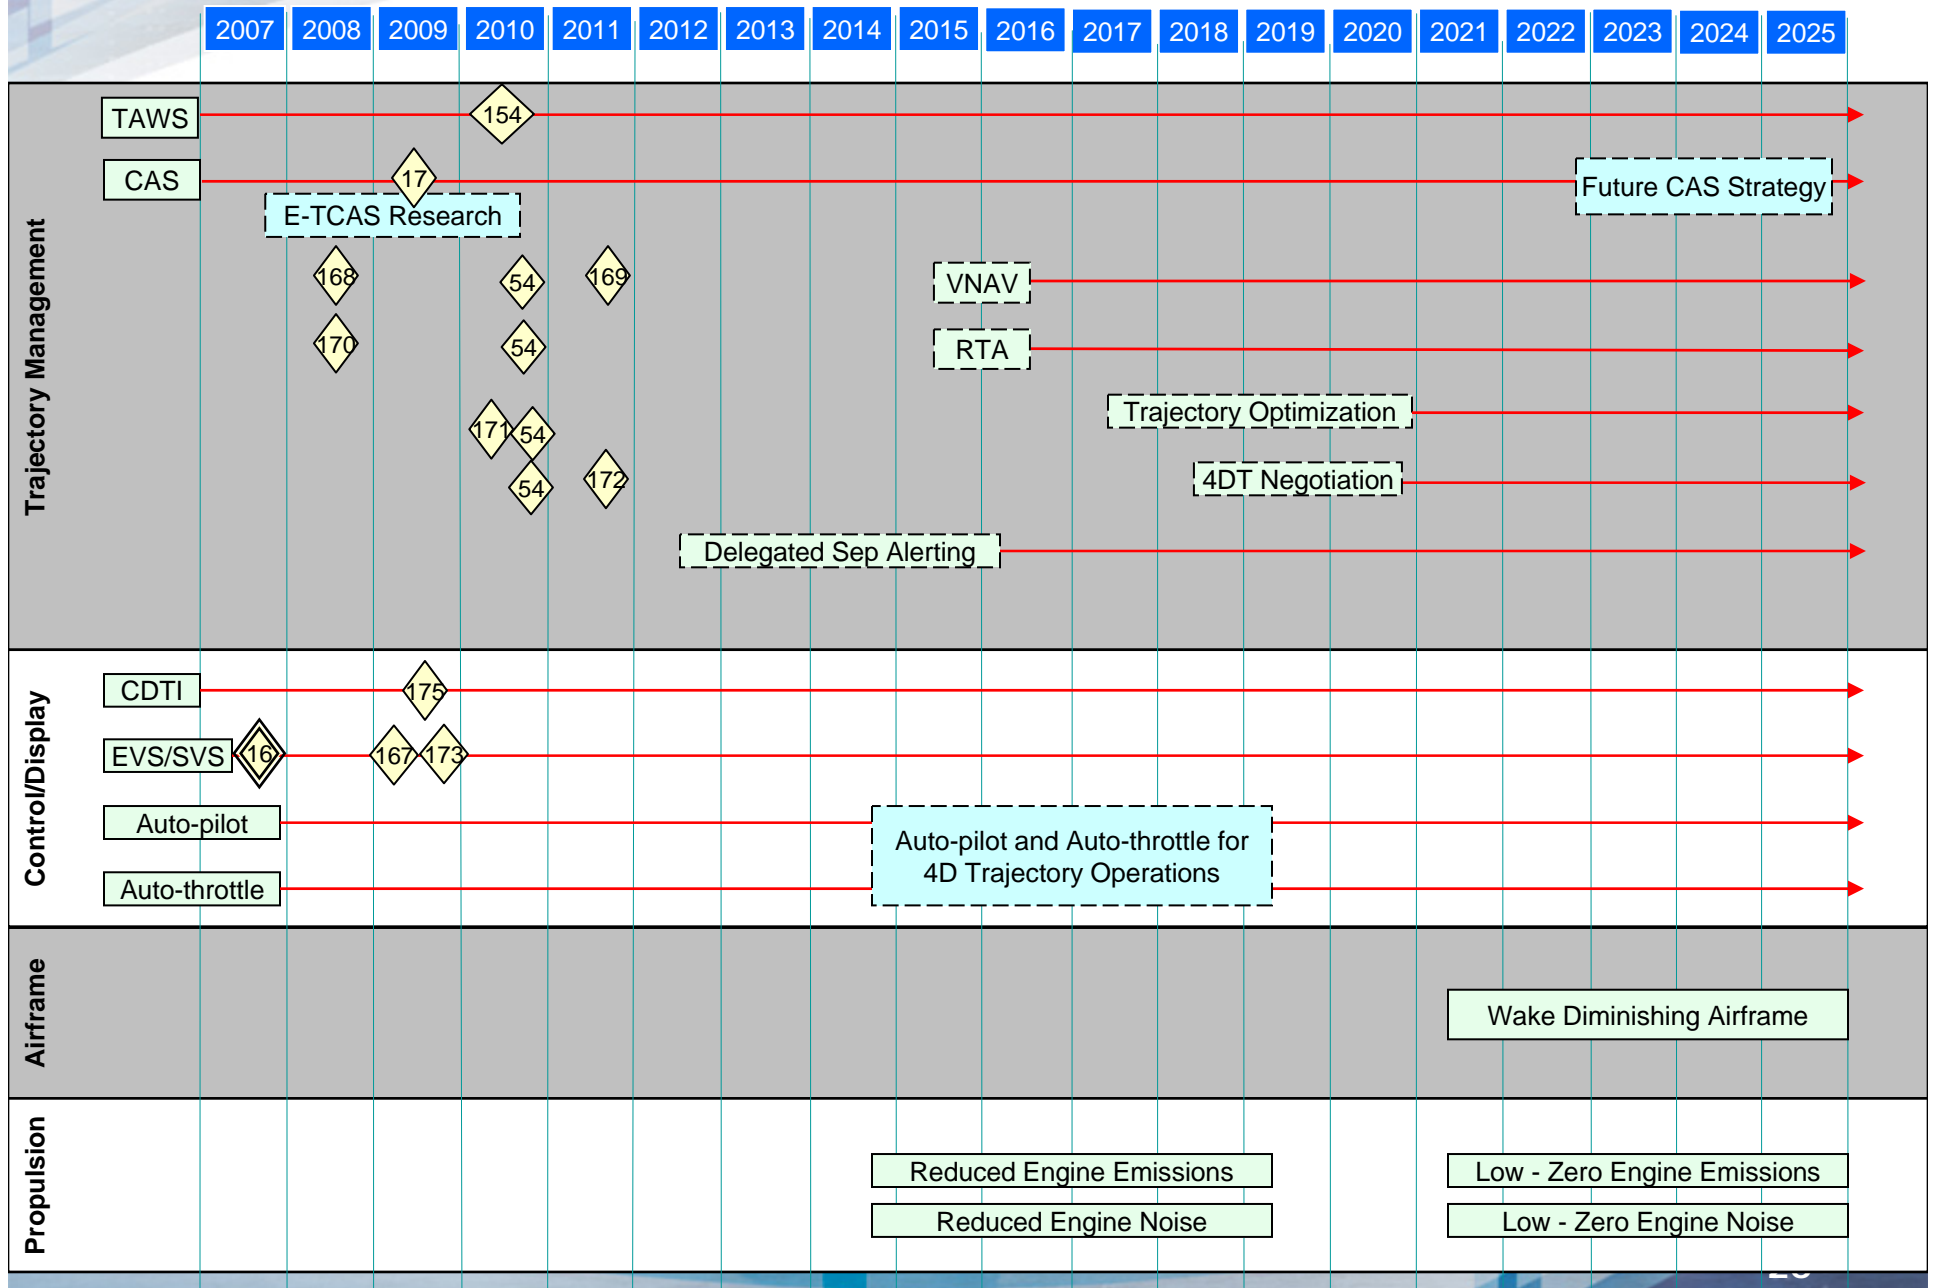 2007 2008 2009 2010 2011 2012 2013 2014 2015 2016 2017 2018 2019 2020 2021 2022 2023 2024 2025
Trajectory Management
TAWS 154
CAS 17 Future CAS Strategy
E-TCAS Research
168 54 169 VNAV
170 54 RTA
171 54 Trajectory Optimization
54 172 4DT Negotiation
Delegated Sep Alerting
Control/Display
CDTI 175
EVS/SVS 16 167 173
Auto-pilot
Auto-pilot and Auto-throttle for
4D Trajectory Operations
Auto-throttle
Airframe
Wake Diminishing Airframe
Propulsion
Reduced Engine Emissions Low - Zero Engine Emissions
Reduced Engine Noise Low - Zero Engine Noise